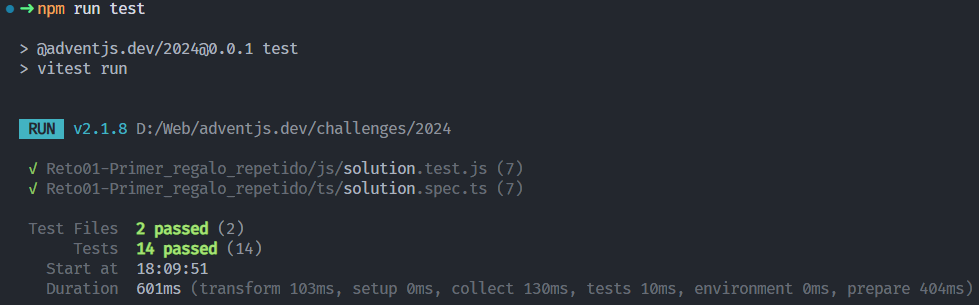 ➜npm run test
> @adventjs.dev/2024@0.0.1 test
> vitest run
RUN v2.1.8 D:/Web/adventjs.dev/challenges/2024
√ Reto01-Primer_regalo_repetido/js/solution.test.js (7)
√ Reto01-Primer_regalo_repetido/ts/solution.spec.ts (7)
Test Files 2 passed (2)
Tests 14 passed (14)
Start at 18:09:51
Duration 601ms (transform 103ms, setup 0ms, collect 130ms, tests 10ms, environment 0ms, prepare 404ms)